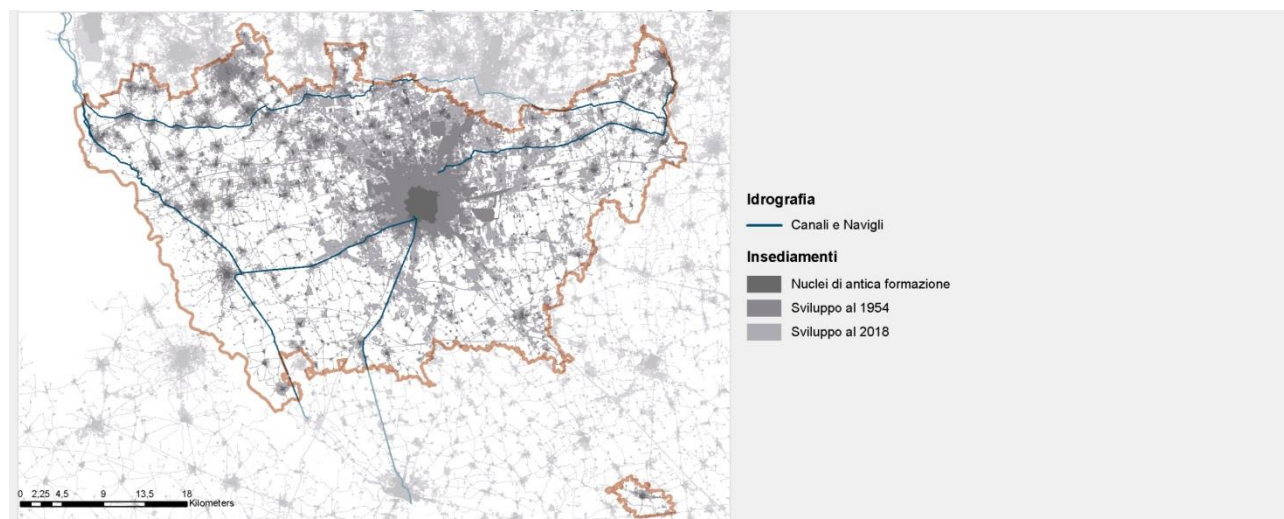 Idrografia
Canali e Navigli
Insediamenti
Nuclei di antica formazione
Sviluppo al 1954
Sviluppo al 2018
0 2,25 4,5 9 13,5 18
Kilometers